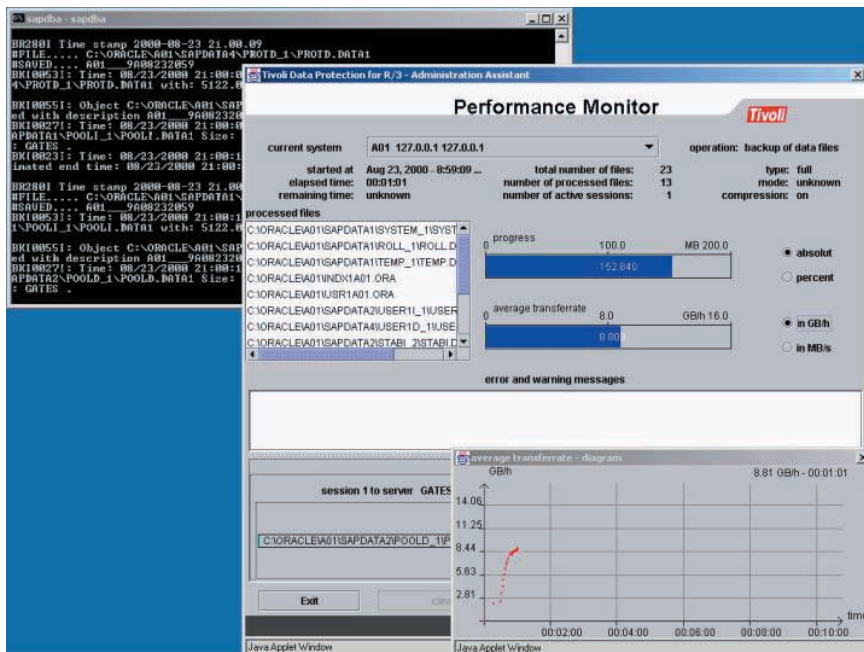 sapdba - sapdba
BR280I Time stamp 2000-08-23 21.00.09
#FILE..... C:\ORACLE\A01\SAPDATA4\PROTD_1\PROTD.DATA1
#SAVED.... A01___9A08232059
BKI0053I: Time: 08/23/2000 21:00:0
4\PROTD_1\PROTD.DATA1 with: 5122.0
BKI0055I: Object C:\ORACLE\A01\SAP
ed with description A01___9A082320
BKI0027I: Time: 08/23/2000 21:00:0
APDATA1\POOLI_1\POOLI.DATA1 Size:
: GATES .
BKI0023I: Time: 08/23/2000 21:00:1
imated end time: 08/23/2000 21:00:
BR280I Time stamp 2000-08-23 21.00
#FILE..... C:\ORACLE\A01\SAPDATA1\
#SAVED.... A01___9A08232059
BKI0053I: Time: 08/23/2000 21:00:1
1\POOLI_1\POOLI.DATA1 with: 5122.0
BKI0055I: Object C:\ORACLE\A01\SAP
ed with description A01___9A082320
BKI0027I: Time: 08/23/2000 21:00:1
APDATA2\POOLD_1\POOLD.DATA1 Size:
: GATES .
Tivoli Data Protection for R/3 - Administration Assistant
Performance Monitor
Tivoli
current system A01 127.0.0.1 127.0.0.1 operation: backup of data files
started at Aug 23, 2000 - 8:59:09 ... total number of files: 23 type: full
elapsed time: 00:01:01 number of processed files: 13 mode: unknown
remaining time: unknown number of active sessions: 1 compression: on
processed files
C:\ORACLE\A01\SAPDATA1\SYSTEM_1\SYST
C:\ORACLE\A01\SAPDATA1\ROLL_1\ROLL.D
C:\ORACLE\A01\SAPDATA1\TEMP_1\TEMP.D
C:\ORACLE\A01\INDX1A01.ORA
C:\ORACLE\A01\USR1A01.ORA
C:\ORACLE\A01\SAPDATA2\USER1I_1\USER
C:\ORACLE\A01\SAPDATA4\USER1D_1\USE
C:\ORACLE\A01\SAPDATA2\STABI_2\STABI.D
progress
0 100.0 MB 200.0
152.840
absolut
percent
average transferrate
0 8.0 GB/h 16.0
8.809
in GB/h
in MB/s
error and warning messages
session 1 to server GATES
C:\ORACLE\A01\SAPDATA2\POOLD_1\P
Exit
clea
Java Applet Window
average transferrate - diagram
GB/h 8.81 GB/h - 00:01:01
14.06
11.25
8.44
5.63
2.81
time
00:02:00 00:04:00 00:06:00 00:08:00 00:10:00
Java Applet Window